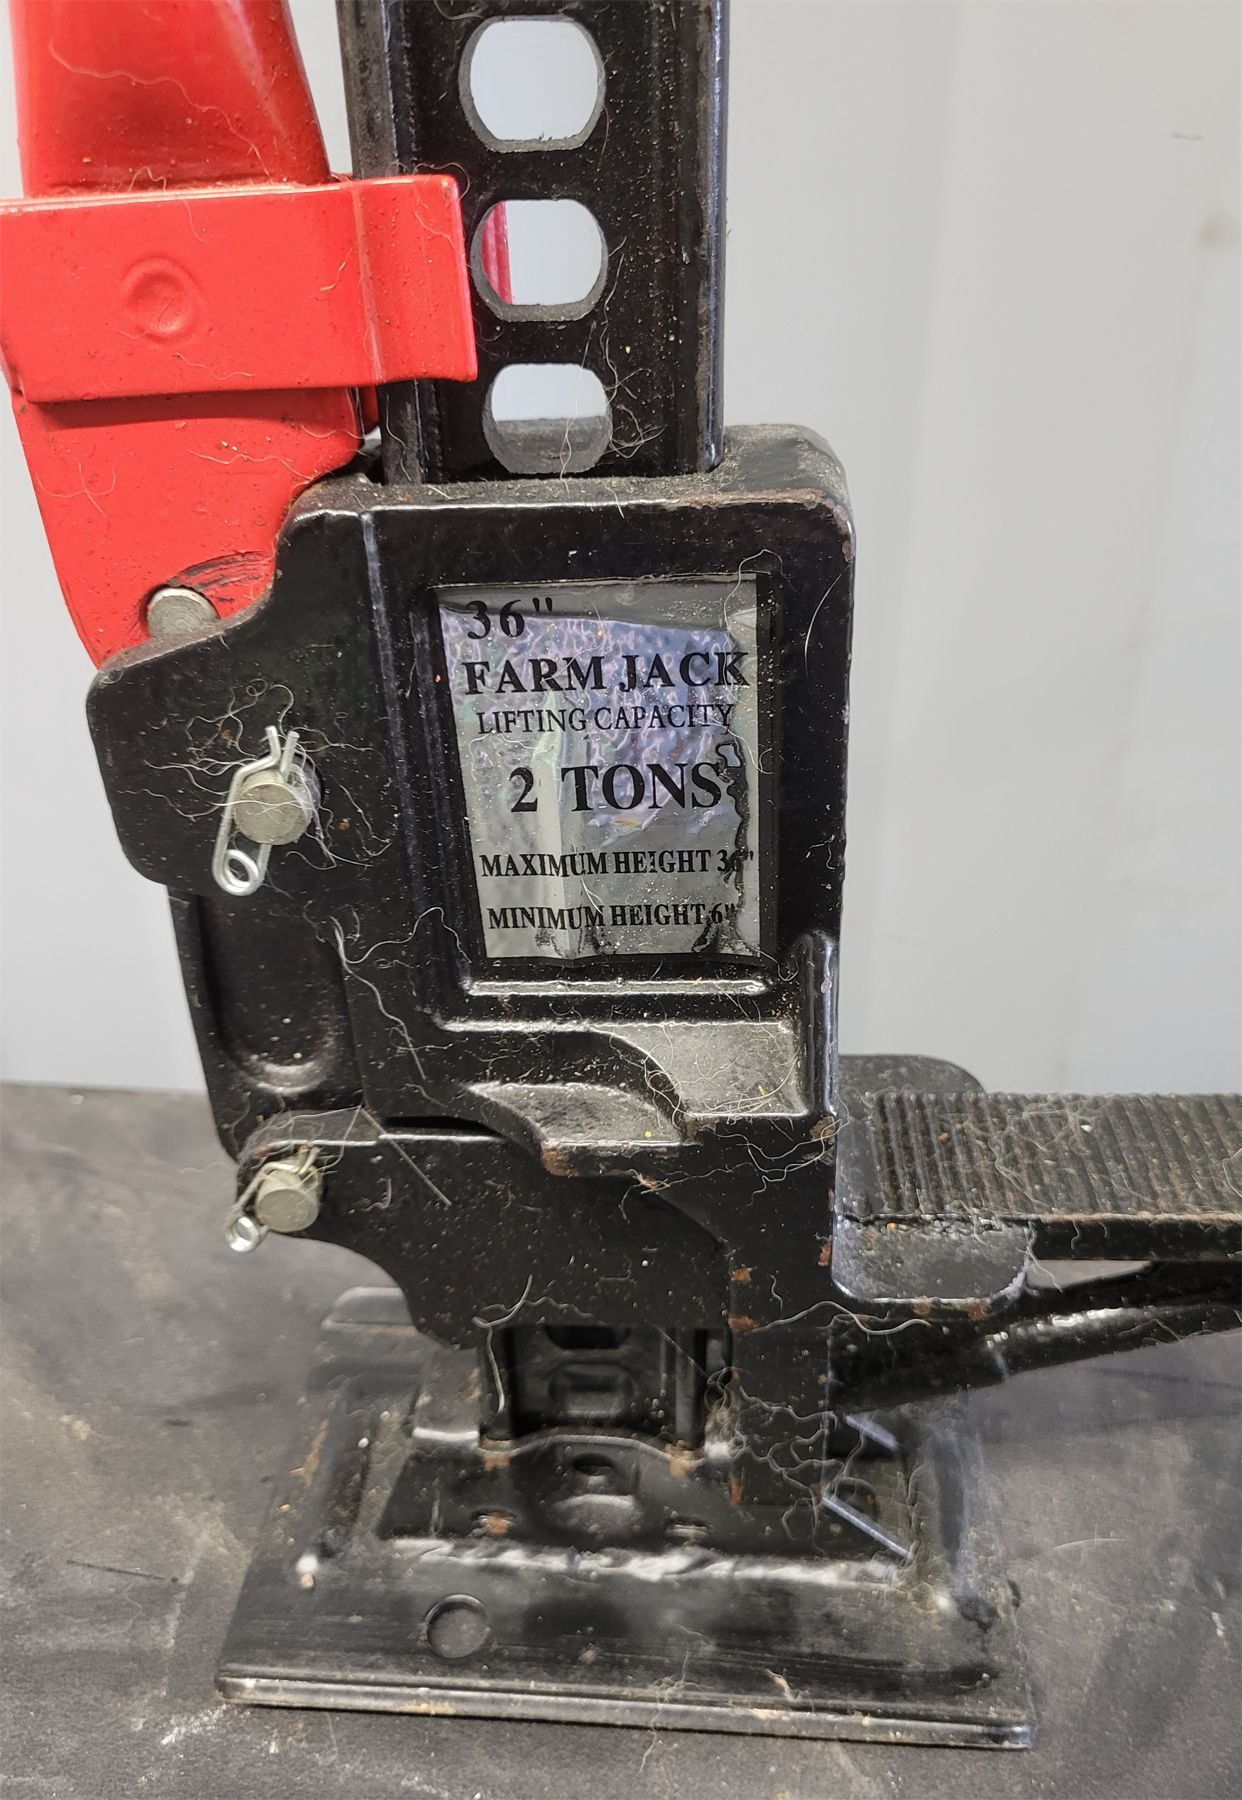 36"
FARM JACK
LIFTING CAPACITY
2 TONS
MAXIMUM HEIGHT 36"
MINIMUM HEIGHT 6"